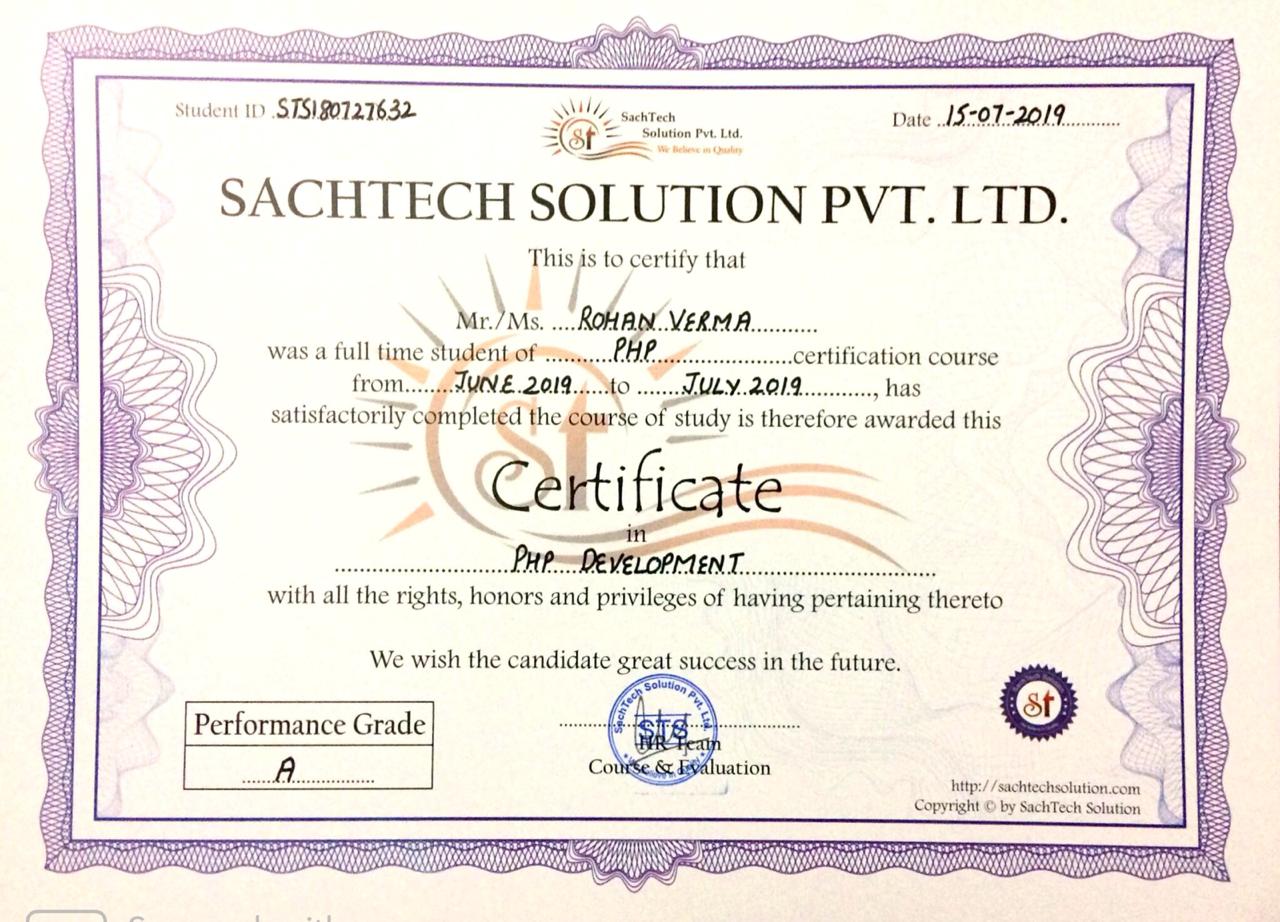 Student ID .STS180727632
SachTech
Solution Pvt. Ltd.
We Believe in Quality
Date ..15-07-2019............
SACHTECH SOLUTION PVT. LTD.
This is to certify that
Mr./Ms. ....ROHAN VERMA...........
was a full time student of ..........PHP......................certification course
from........JUNE 2019......to ........JULY 2019............, has
satisfactorily completed the course of study is therefore awarded this
St
Certificate
in
PHP DEVELOPMENT
with all the rights, honors and privileges of having pertaining thereto
We wish the candidate great success in the future.
Performance Grade
A
SachTech Solution Pvt. Ltd.
STS
HR Team
Course & Evaluation
St
http://sachtechsolution.com
Copyright © by SachTech Solution